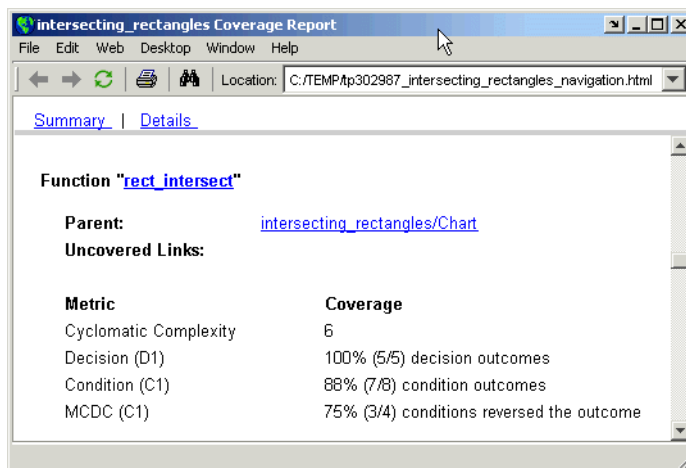 intersecting_rectangles Coverage Report
File Edit Web Desktop Window Help
Location: C:/TEMP/tp302987_intersecting_rectangles_navigation.html
Summary | Details
Function "rect_intersect"
Parent: intersecting_rectangles/Chart
Uncovered Links:
Metric Coverage
Cyclomatic Complexity 6
Decision (D1) 100% (5/5) decision outcomes
Condition (C1) 88% (7/8) condition outcomes
MCDC (C1) 75% (3/4) conditions reversed the outcome